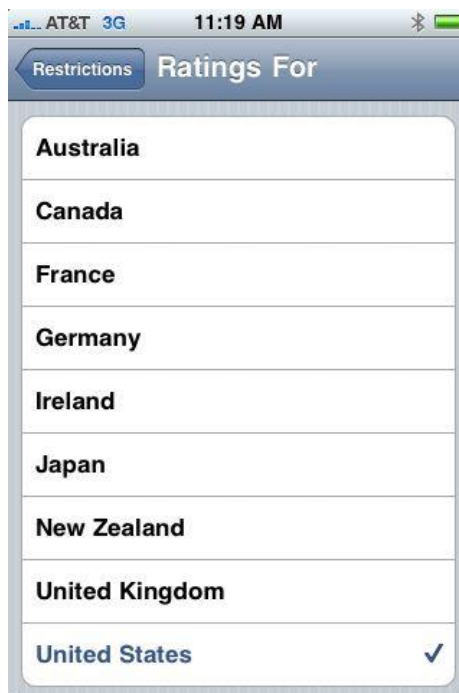 AT&T 3G 11:19 AM
Restrictions Ratings For
Australia
Canada
France
Germany
Ireland
Japan
New Zealand
United Kingdom
United States